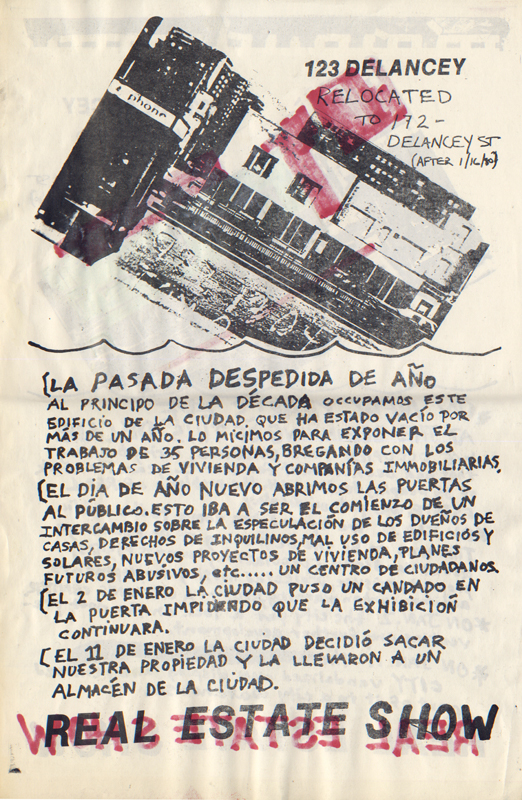 123 DELANCEY
RELOCATED
TO 172-
DELANCEY ST
(AFTER 1/16/80)
phone
LA PASADA DESPEDIDA DE AÑO
AL PRINCIPO DE LA DÉCADA OCCUPAMOS ESTE
EDIFICIO DE LA CIUDAD. QUE HA ESTADO VACÍO POR
MÁS DE UN AÑO. LO MICIMOS PARA EXPONER EL
TRABAJO DE 35 PERSONAS, BREGANDO CON LOS
PROBLEMAS DE VIVIENDA Y COMPAÑÍAS IMMOBILIARIAS.
EL DÍA DE AÑO NUEVO ABRIMOS LAS PUERTAS
AL PÚBLICO. ESTO IBA A SER EL COMIENZO DE UN
INTERCAMBIO SOBRE LA ESPECULACIÓN DE LOS DUEÑOS DE
CASAS, DERECHOS DE INQUILINOS, MAL USO DE EDIFICIOS Y
SOLARES, NUEVOS PROYECTOS DE VIVIENDA, PLANES
FUTUROS ABUSIVOS, etc..... UN CENTRO DE CIUDADANOS.
EL 2 DE ENERO LA CIUDAD PUSO UN CANDADO EN
LA PUERTA IMPIDENDO QUE LA EXHIBICIOÑ
CONTINUARA.
EL 11 DE ENERO LA CIUDAD DECIDIÓ SACAR
NUESTRA PROPIEDAD Y LA LLEVARON A UN
ALMACÉN DE LA CIUDAD.
REAL ESTATE SHOW